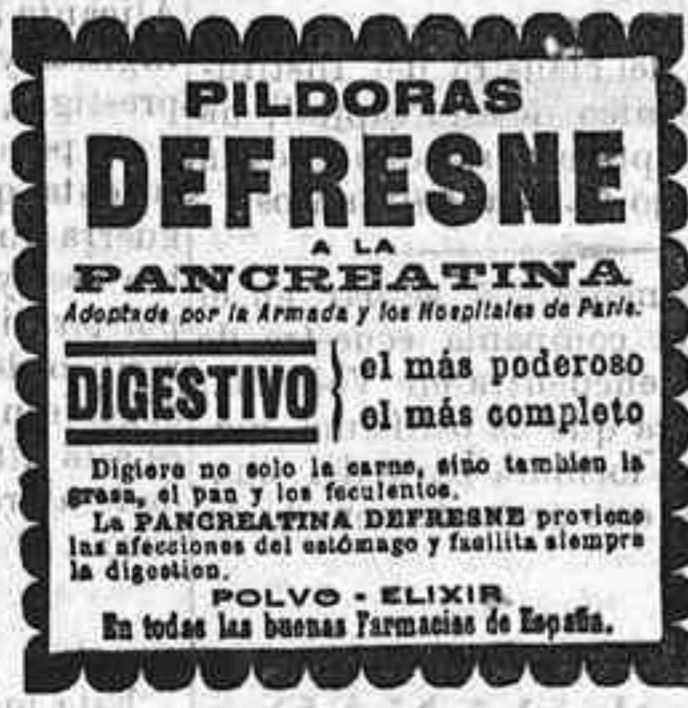 PILDORAS
DEFRESNE
A LA
PANCREATINA
Adoptada por la Armada y los Hospitales de Paris.
DIGESTIVO
el más poderoso
el más completo
Digiere no solo la carne, sino tambien la
grasa, el pan y los feculentos.
La PANCREATINA DEFRESNE previene
las afecciones del estómago y facilita siempre
la digestion.
POLVO - ELIXIR
En todas las buenas Farmacias de España.